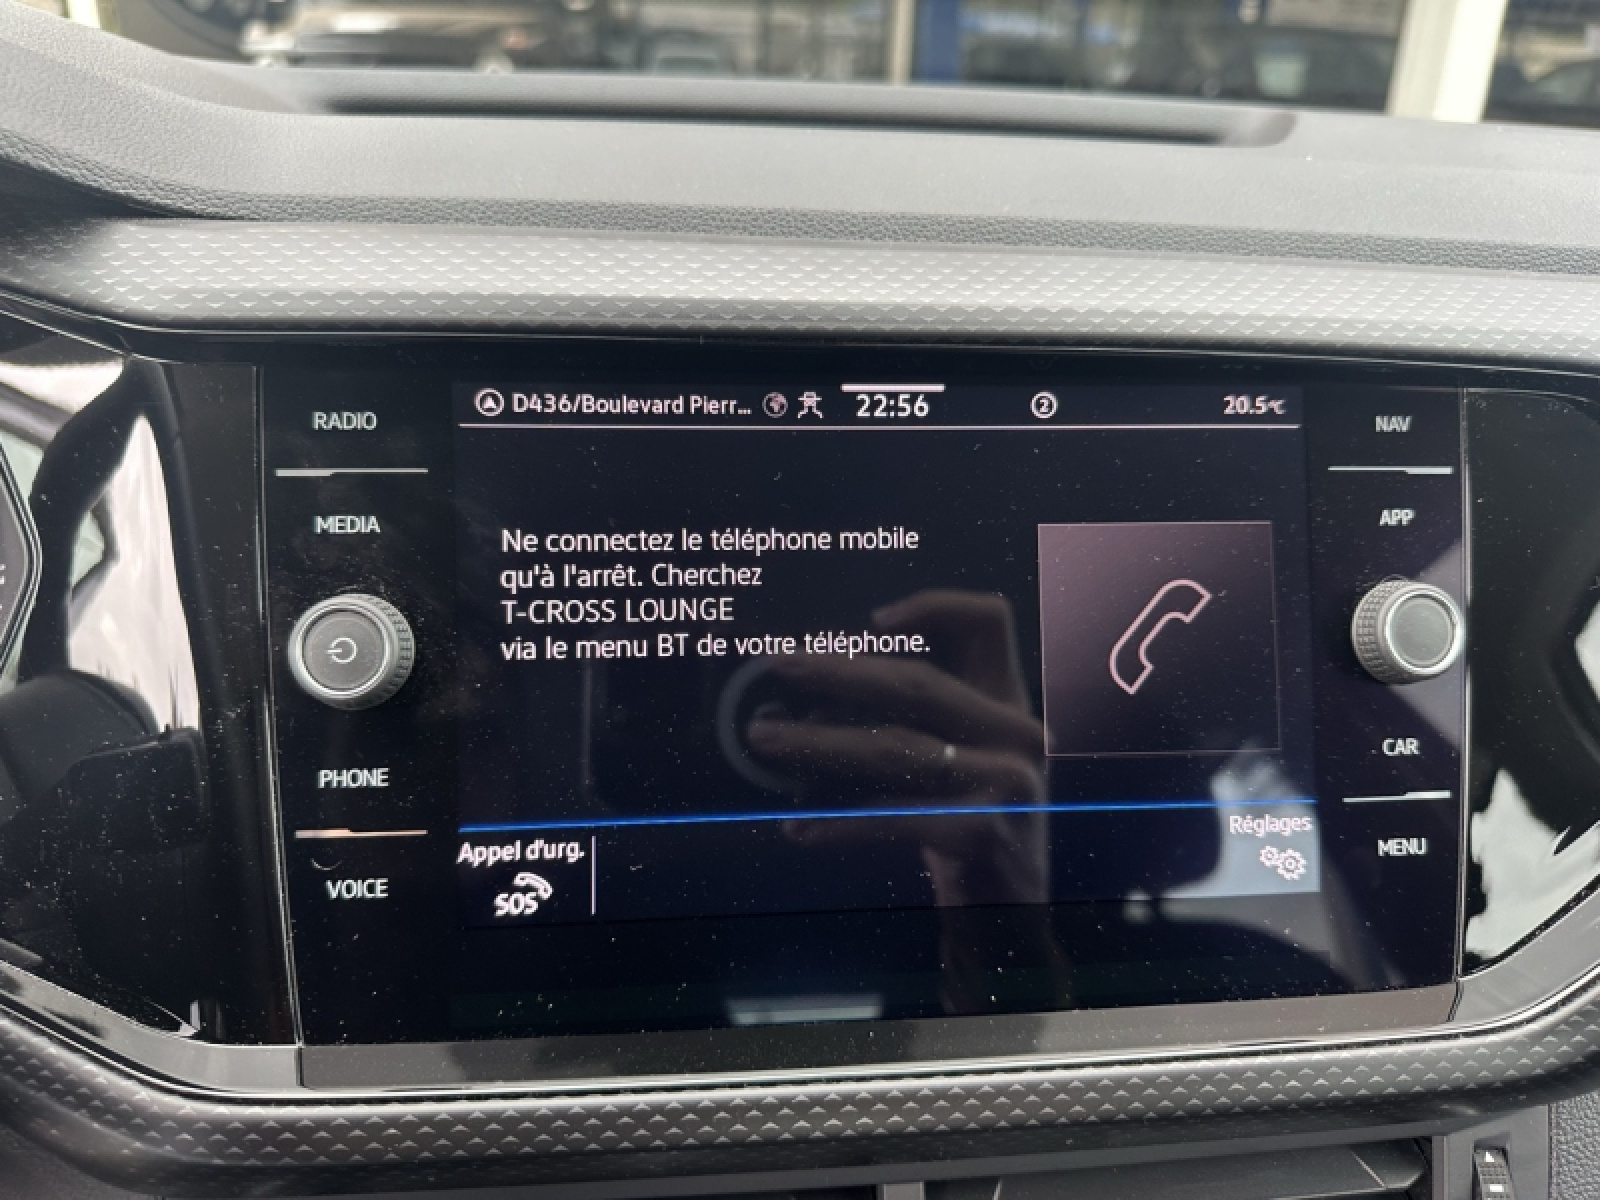 D436/Boulevard Pierr... 22:56 2 20.5°C
RADIO
MEDIA
PHONE
VOICE
Ne connectez le téléphone mobile
qu'à l'arrêt. Cherchez
T-CROSS LOUNGE
via le menu BT de votre téléphone.
Appel d'urg.
SOS
Réglages
NAV
APP
CAR
MENU